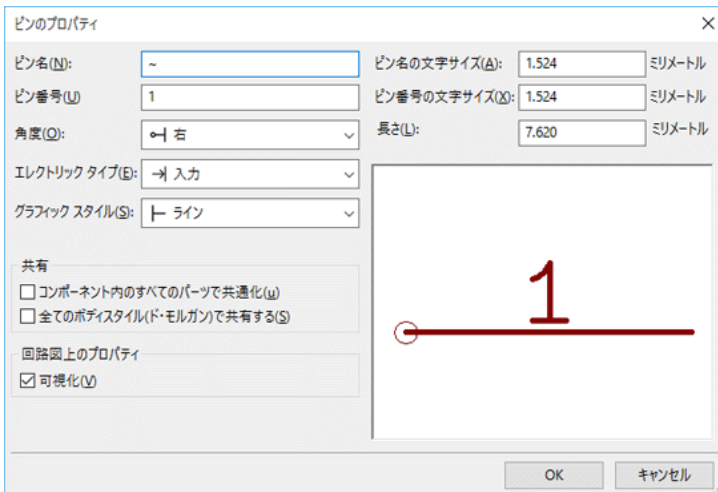 ピンのプロパティ
ピン名(N): ~
ピン番号(U) 1
角度(O): 右
エレクトリック タイプ(E): 入力
グラフィック スタイル(S): ライン
共有
コンポーネント内のすべてのパーツで共通化(u)
全てのボディスタイル(ド・モルガン)で共有する(S)
回路図上のプロパティ
可視化(V)
ピン名の文字サイズ(A): 1.524 ミリメートル
ピン番号の文字サイズ(X): 1.524 ミリメートル
長さ(L): 7.620 ミリメートル
1
OK キャンセル